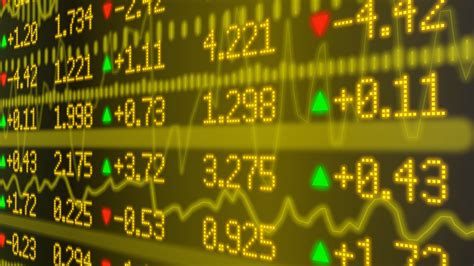 +1.20 1.734 4.221 -4.42
-4.42 1.221 +1.11
+0.11 1.998 +0.73 1.298 +0.11
+0.43 2.175 +3.72 3.275 +0.43
+1.72 0.225 -0.53 0.925
-0.23 0.534